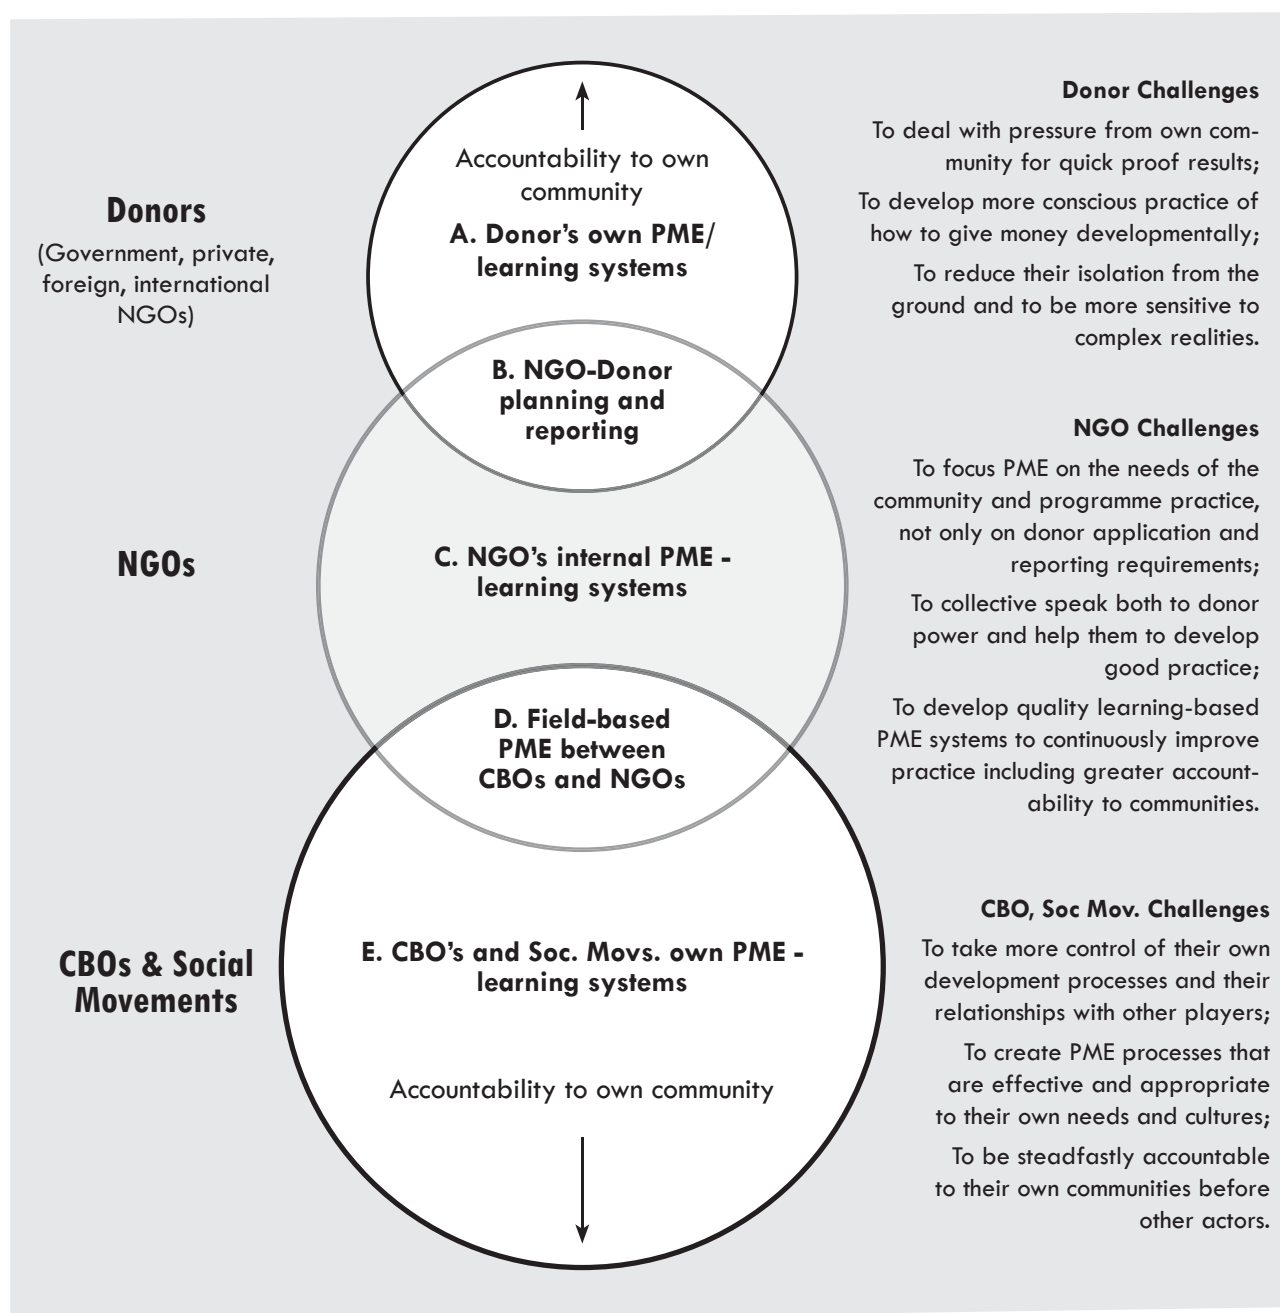 Donors
(Government, private,
foreign, international
NGOs)
Accountability to own
community
A. Donor’s own PME/
learning systems
B. NGO-Donor
planning and
reporting
Donor Challenges
To deal with pressure from own com-
munity for quick proof results;
To develop more conscious practice of
how to give money developmentally;
To reduce their isolation from the
ground and to be more sensitive to
complex realities.
NGOs
C. NGO’s internal PME -
learning systems
D. Field-based
PME between
CBOs and NGOs
NGO Challenges
To focus PME on the needs of the
community and programme practice,
not only on donor application and
reporting requirements;
To collective speak both to donor
power and help them to develop
good practice;
To develop quality learning-based
PME systems to continuously improve
practice including greater account-
ability to communities.
CBOs & Social
Movements
E. CBO’s and Soc. Movs. own PME -
learning systems
Accountability to own community
CBO, Soc Mov. Challenges
To take more control of their own
development processes and their
relationships with other players;
To create PME processes that
are effective and appropriate
to their own needs and cultures;
To be steadfastly accountable
to their own communities before
other actors.